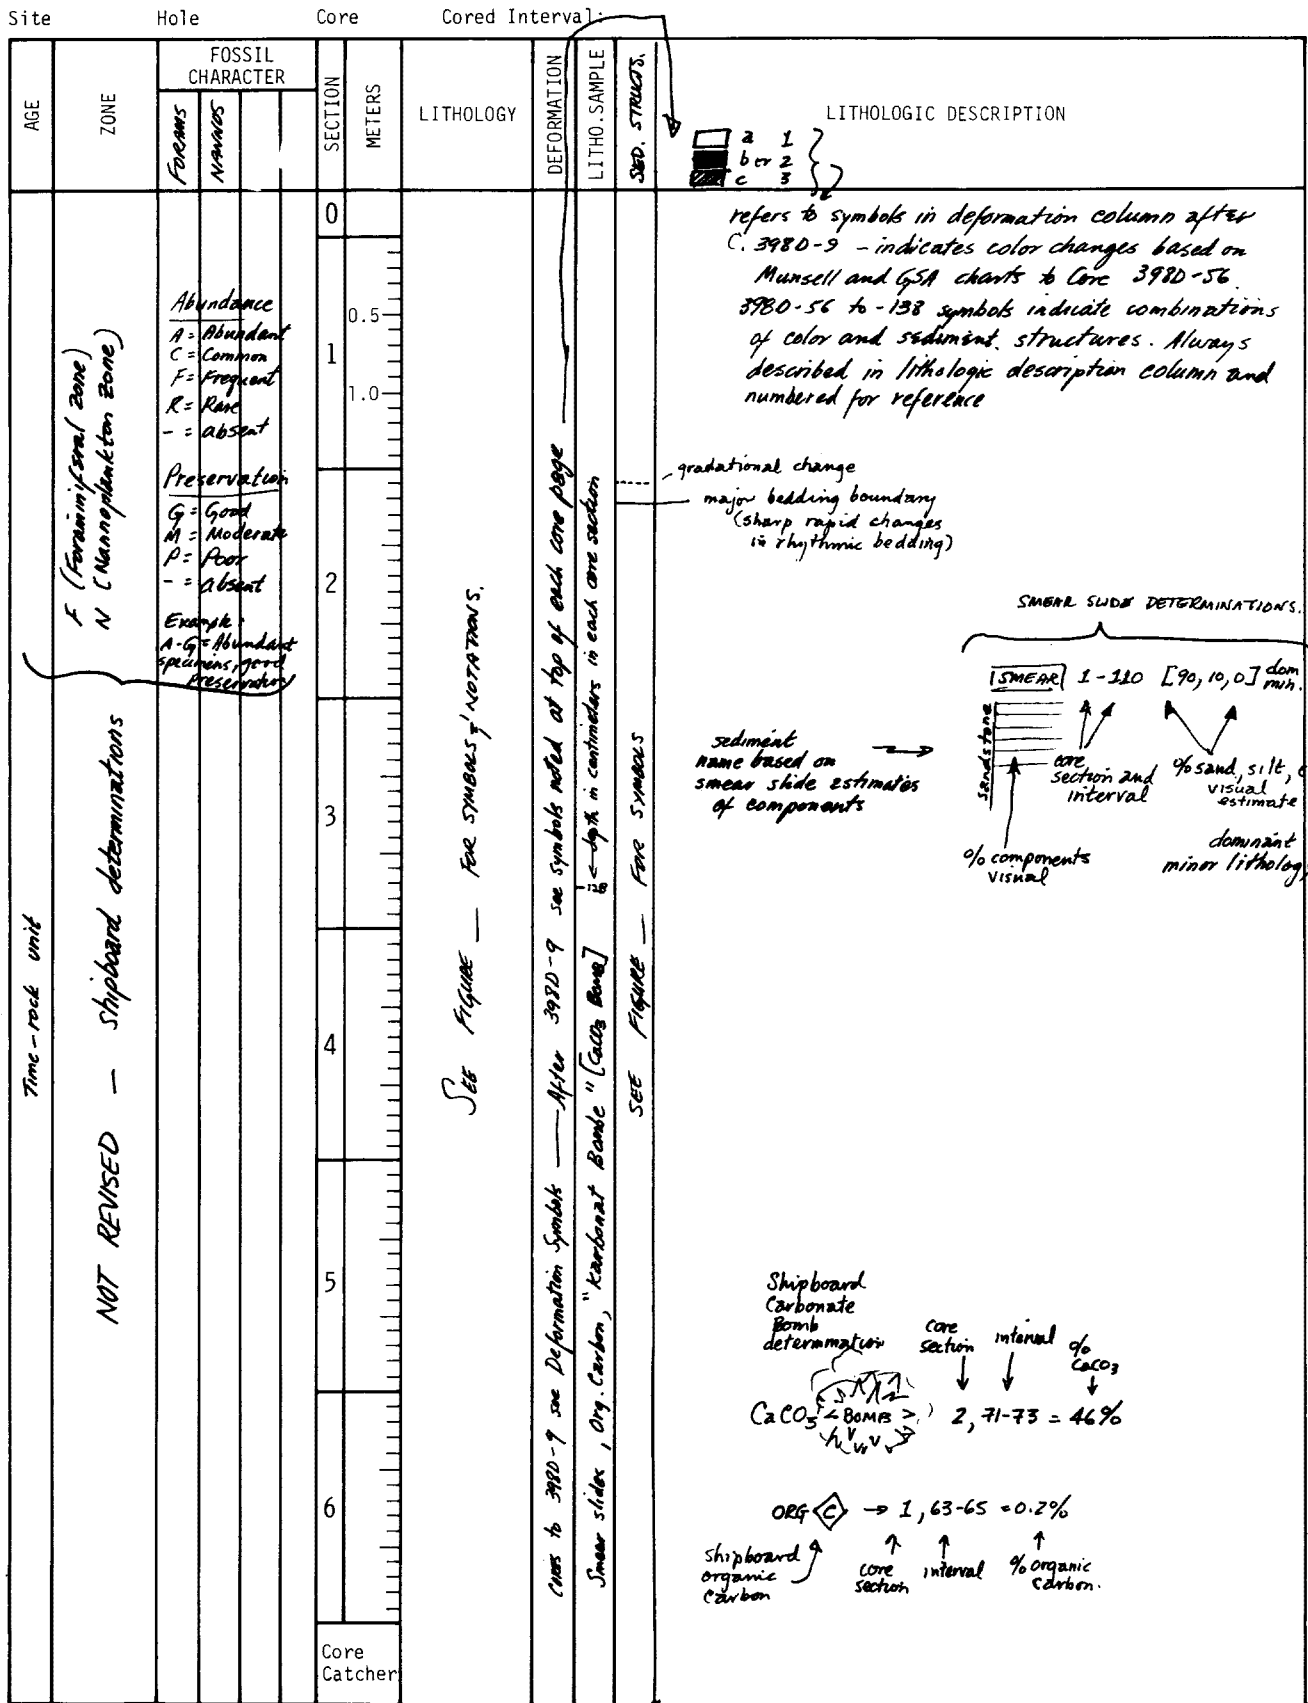 Site Hole Core Cored Interval:
AGE
ZONE
FOSSIL
CHARACTER
FORAMS
NANNOS
SECTION
METERS
LITHOLOGY
DEFORMATION
LITHO.SAMPLE
SED. STRUCTS.
LITHOLOGIC DESCRIPTION
a 1
b or 2
c 3
refers to symbols in deformation column after
C. 398D-9 - indicates color changes based on
Munsell and GSA charts to Core 398D-56.
398D-56 to -138 symbols indicate combinations
of color and sediment. structures. Always
described in lithologic description column and
numbered for reference
Time-rock unit
F (Foraminiferal zone)
N (Nannoplankton zone)
NOT REVISED — Shipboard determinations
Abundance
A = Abundant
C = Common
F = Frequent
R = Rare
- = absent
Preservation
G = Good
M = Moderate
P = Poor
- = absent
Example:
A-G = Abundant
specimens, good
preservation
0
0.5
1
1.0
2
3
4
5
6
Core
Catcher
SEE FIGURE — FOR SYMBOLS & NOTATIONS.
Cores to 398D-9 see Deformation Symbols — After 398D-9 see symbols noted at top of each core page
Smear slides, Org. Carbon, "Karbonat Bombe" [CaCO3 Bomb]
128 ← depth in centimeters in each core section
SEE FIGURE — FOR SYMBOLS
gradational change
major bedding boundary
(sharp rapid changes
in rhythmic bedding)
SMEAR SLIDE DETERMINATIONS.
SMEAR 1-110 [90, 10, 0] dom
min.
sandstone
sediment
name based on
smear slide estimates
of components
core
section and
interval
% sand, silt, c
visual
estimate
% components
visual
dominant
minor lithology
Shipboard
Carbonate
Bomb
determination
core
section
interval
%
CaCO3
CaCO3 <BOMB> 2, 71-73 = 46%
ORG C → 1, 63-65 = 0.2%
shipboard
organic
carbon
core
section
interval
% organic
carbon.